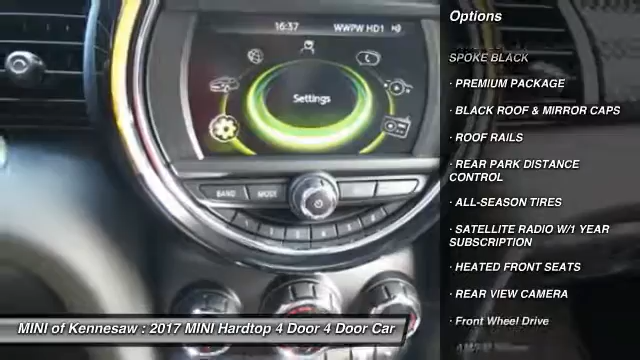 16:37 WWPW HD1
Settings
BAND MODE
Options
SPOKE BLACK
· PREMIUM PACKAGE
· BLACK ROOF & MIRROR CAPS
· ROOF RAILS
· REAR PARK DISTANCE
CONTROL
· ALL-SEASON TIRES
· SATELLITE RADIO W/1 YEAR
SUBSCRIPTION
· HEATED FRONT SEATS
· REAR VIEW CAMERA
· Front Wheel Drive
MINI of Kennesaw : 2017 MINI Hardtop 4 Door 4 Door Car